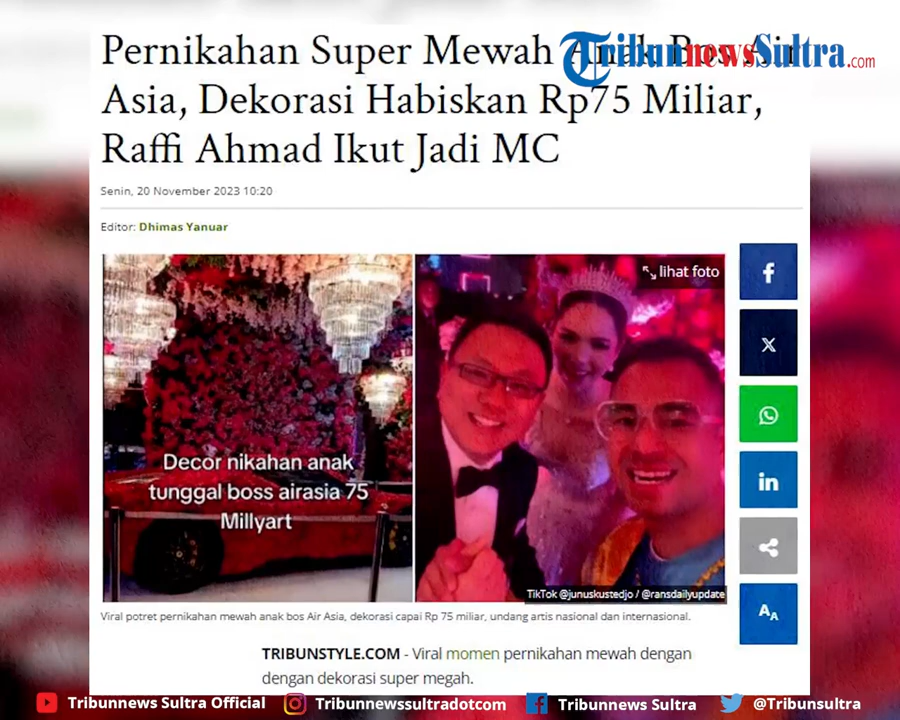 Pernikahan Super Mewah Anak Bos Air
TribunnewsSultra.com
Asia, Dekorasi Habiskan Rp75 Miliar,
Raffi Ahmad Ikut Jadi MC
Senin, 20 November 2023 10:20
Editor: Dhimas Yanuar
lihat foto
Decor nikahan anak
tunggal boss airasia 75
Millyart
TikTok @junuskustedjo / @ransdailyupdate
Viral potret pernikahan mewah anak bos Air Asia, dekorasi capai Rp 75 miliar, undang artis nasional dan internasional.
TRIBUNSTYLE.COM - Viral momen pernikahan mewah dengan
dengan dekorasi super megah.
Tribunnews Sultra Official Tribunnewssultradotcom Tribunnews Sultra @Tribunsultra